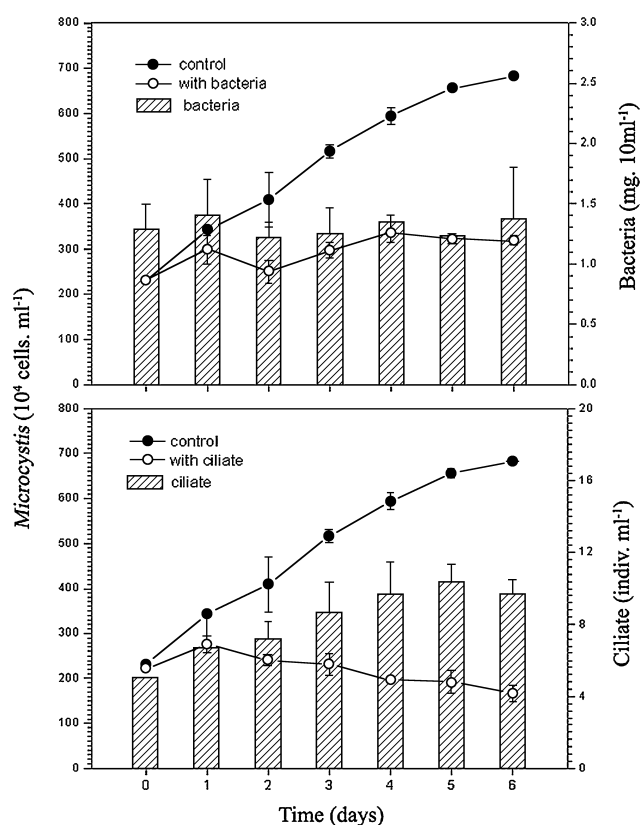 800
700
600
500
400
300
200
100
0
3.0
2.5
2.0
1.5
1.0
0.5
0.0
control
with bacteria
bacteria
Bacteria (mg. 10ml⁻¹)
Microcystis (10⁴ cells. ml⁻¹)
800
700
600
500
400
300
200
100
0
20
16
12
8
4
0
control
with ciliate
ciliate
Ciliate (indiv. ml⁻¹)
0 1 2 3 4 5 6
Time (days)